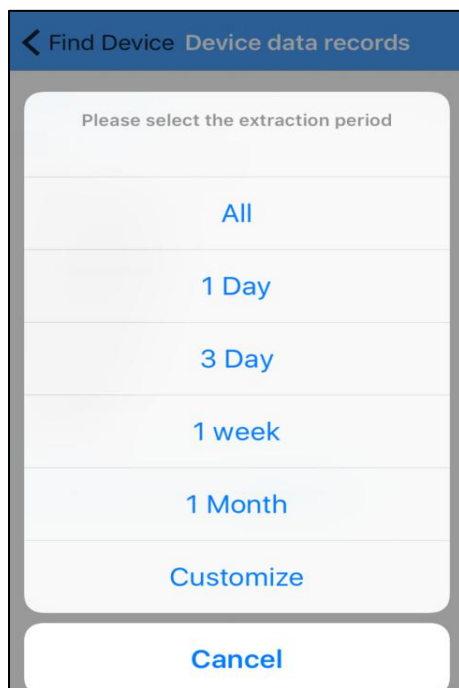 Find Device Device data records
Please select the extraction period
All
1 Day
3 Day
1 week
1 Month
Customize
Cancel